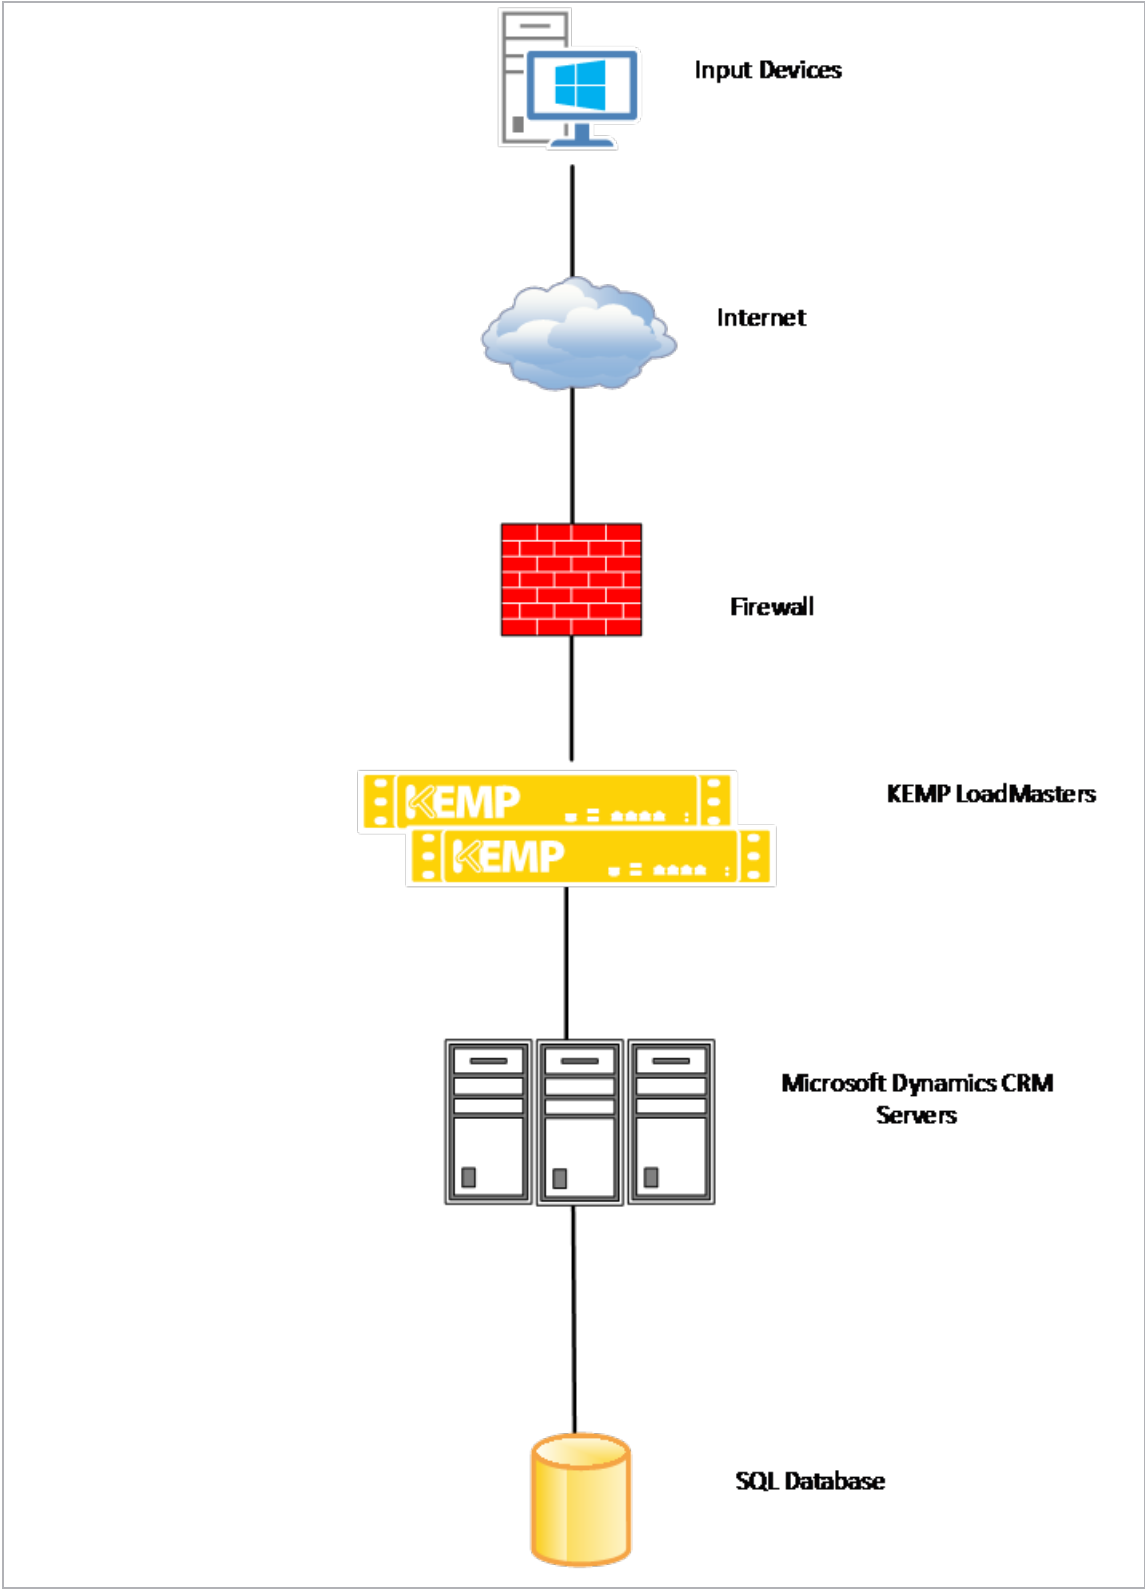 Input Devices
Internet
Firewall
KEMP
KEMP LoadMasters
KEMP
Microsoft Dynamics CRM
Servers
SQL Database